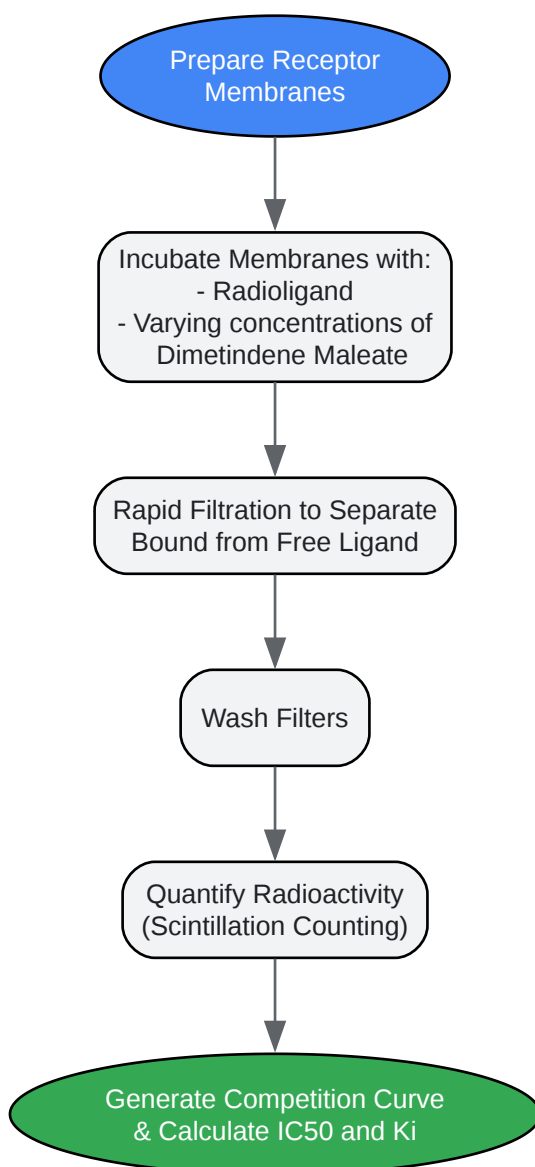 Prepare Receptor
Membranes
Incubate Membranes with:
- Radioligand
- Varying concentrations of
Dimetindene Maleate
Rapid Filtration to Separate
Bound from Free Ligand
Wash Filters
Quantify Radioactivity
(Scintillation Counting)
Generate Competition Curve
& Calculate IC50 and Ki